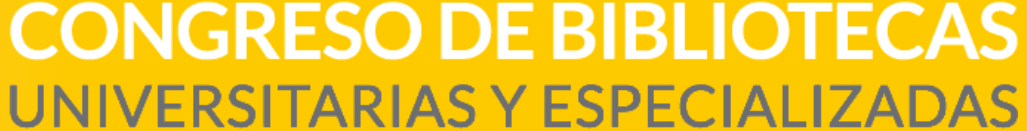 CONGRESO DE BIBLIOTECAS
UNIVERSITARIAS Y ESPECIALIZADAS